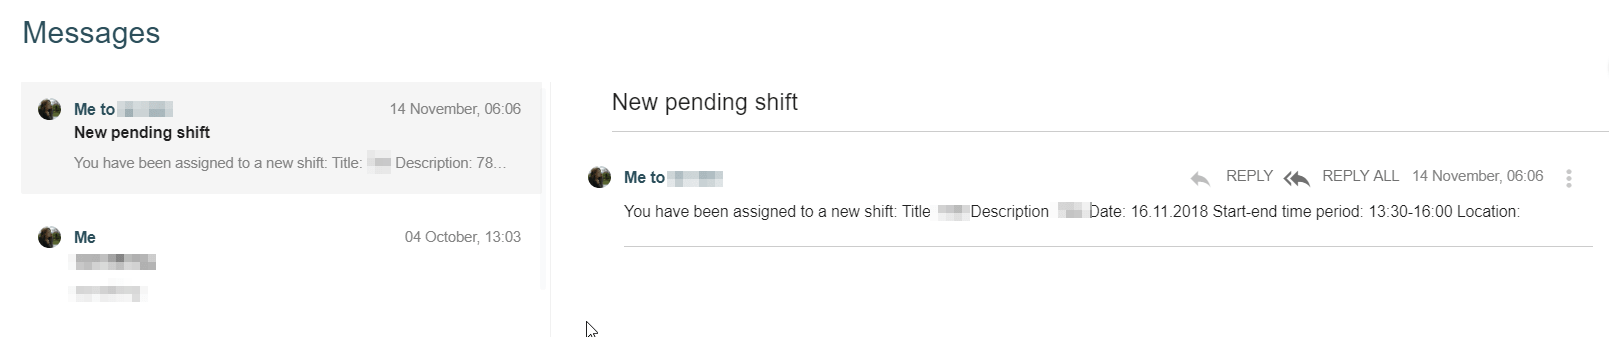 Messages
Me to
14 November, 06:06
New pending shift
You have been assigned to a new shift: Title: Description: 78...
Me
04 October, 13:03
New pending shift
Me to
REPLY REPLY ALL 14 November, 06:06
You have been assigned to a new shift: Title Description Date: 16.11.2018 Start-end time period: 13:30-16:00 Location: